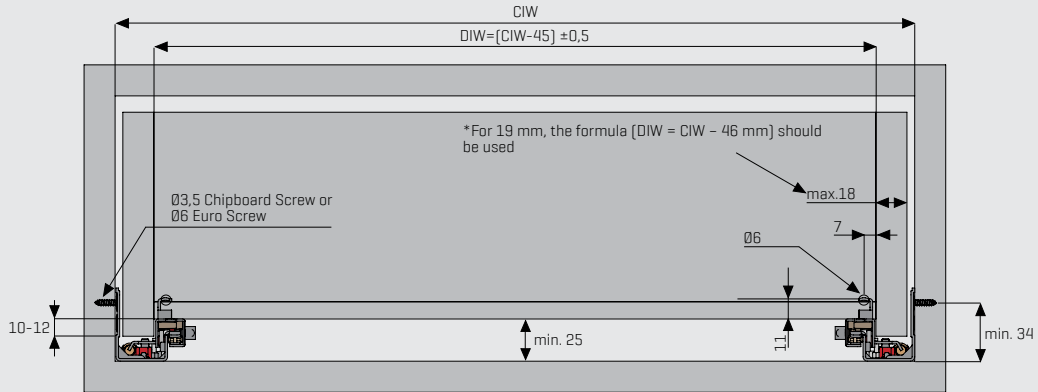 CIW
DIW=(CIW-45) ±0,5
*For 19 mm, the formula (DIW = CIW – 46 mm) should
be used
max.18
Ø3,5 Chipboard Screw or
Ø6 Euro Screw
7
Ø6
10-12
min. 25
11
min. 34